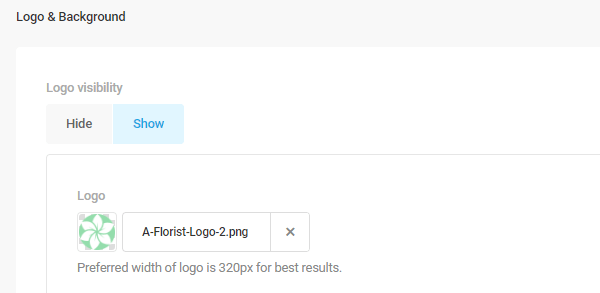 Logo & Background
Logo visibility
Hide
Show
Logo
A-Florist-Logo-2.png
Preferred width of logo is 320px for best results.